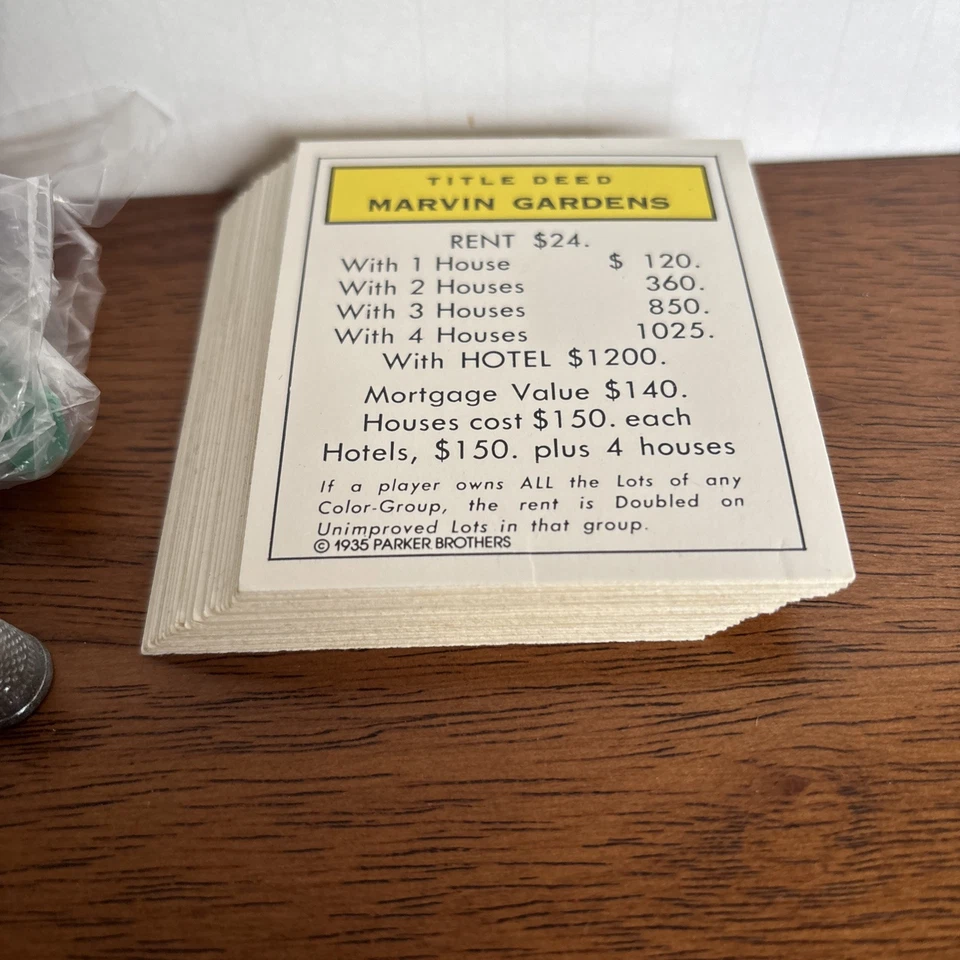 TITLE DEED
MARVIN GARDENS
RENT $24.
With 1 House $ 120.
With 2 Houses 360.
With 3 Houses 850.
With 4 Houses 1025.
With HOTEL $1200.
Mortgage Value $140.
Houses cost $150. each
Hotels, $150. plus 4 houses
If a player owns ALL the Lots of any
Color-Group, the rent is Doubled on
Unimproved Lots in that group.
© 1935 PARKER BROTHERS